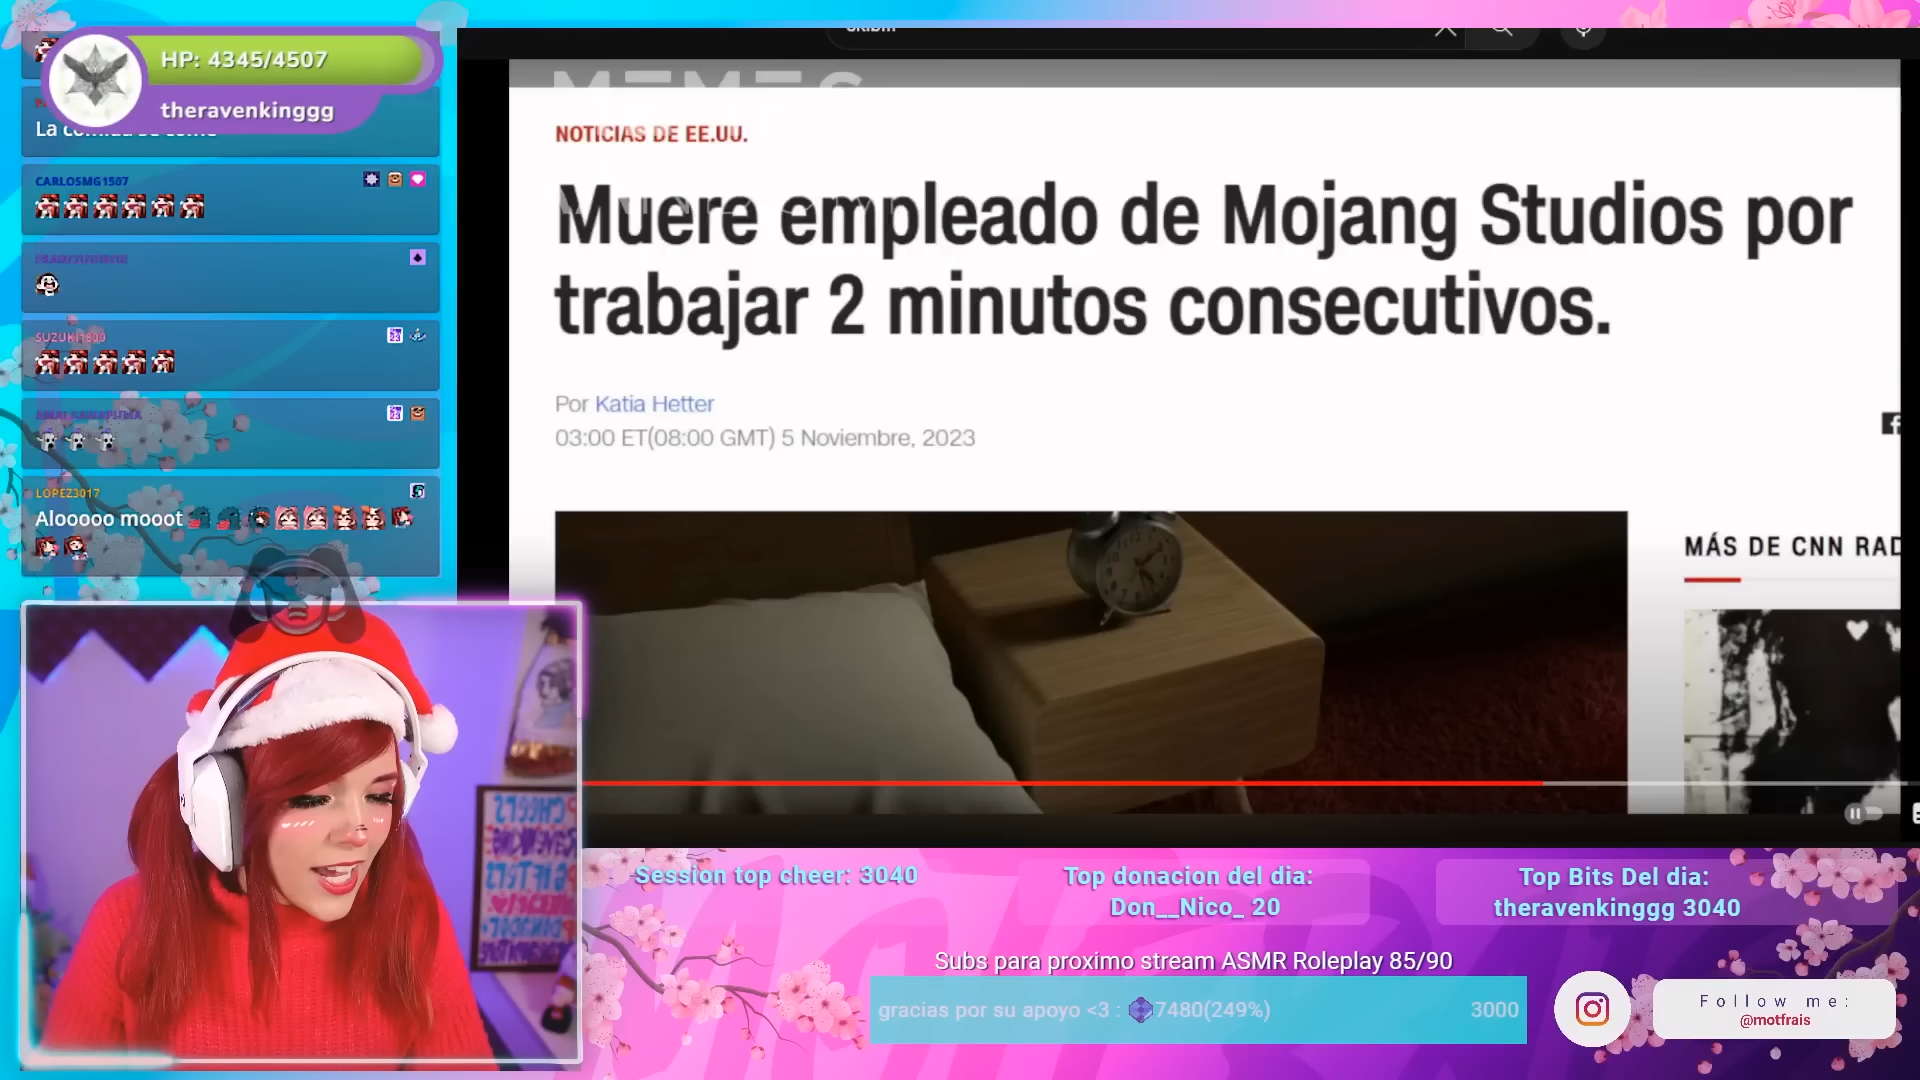 HP: 4345/4507
theravenkinggg
CARLOSMG1507
SUZUKI1800
LOPEZ3017
Alooooo mooot
MEMES
NOTICIAS DE EE.UU.
Muere empleado de Mojang Studios por
trabajar 2 minutos consecutivos.
Por Katia Hetter
03:00 ET(08:00 GMT) 5 Noviembre, 2023
MÁS DE CNN RAD
Session top cheer: 3040
Top donacion del dia:
Don__Nico_ 20
Top Bits Del dia:
theravenkinggg 3040
Subs para proximo stream ASMR Roleplay 85/90
gracias por su apoyo <3 : 7480(249%)
3000
Follow me:
@motfrais